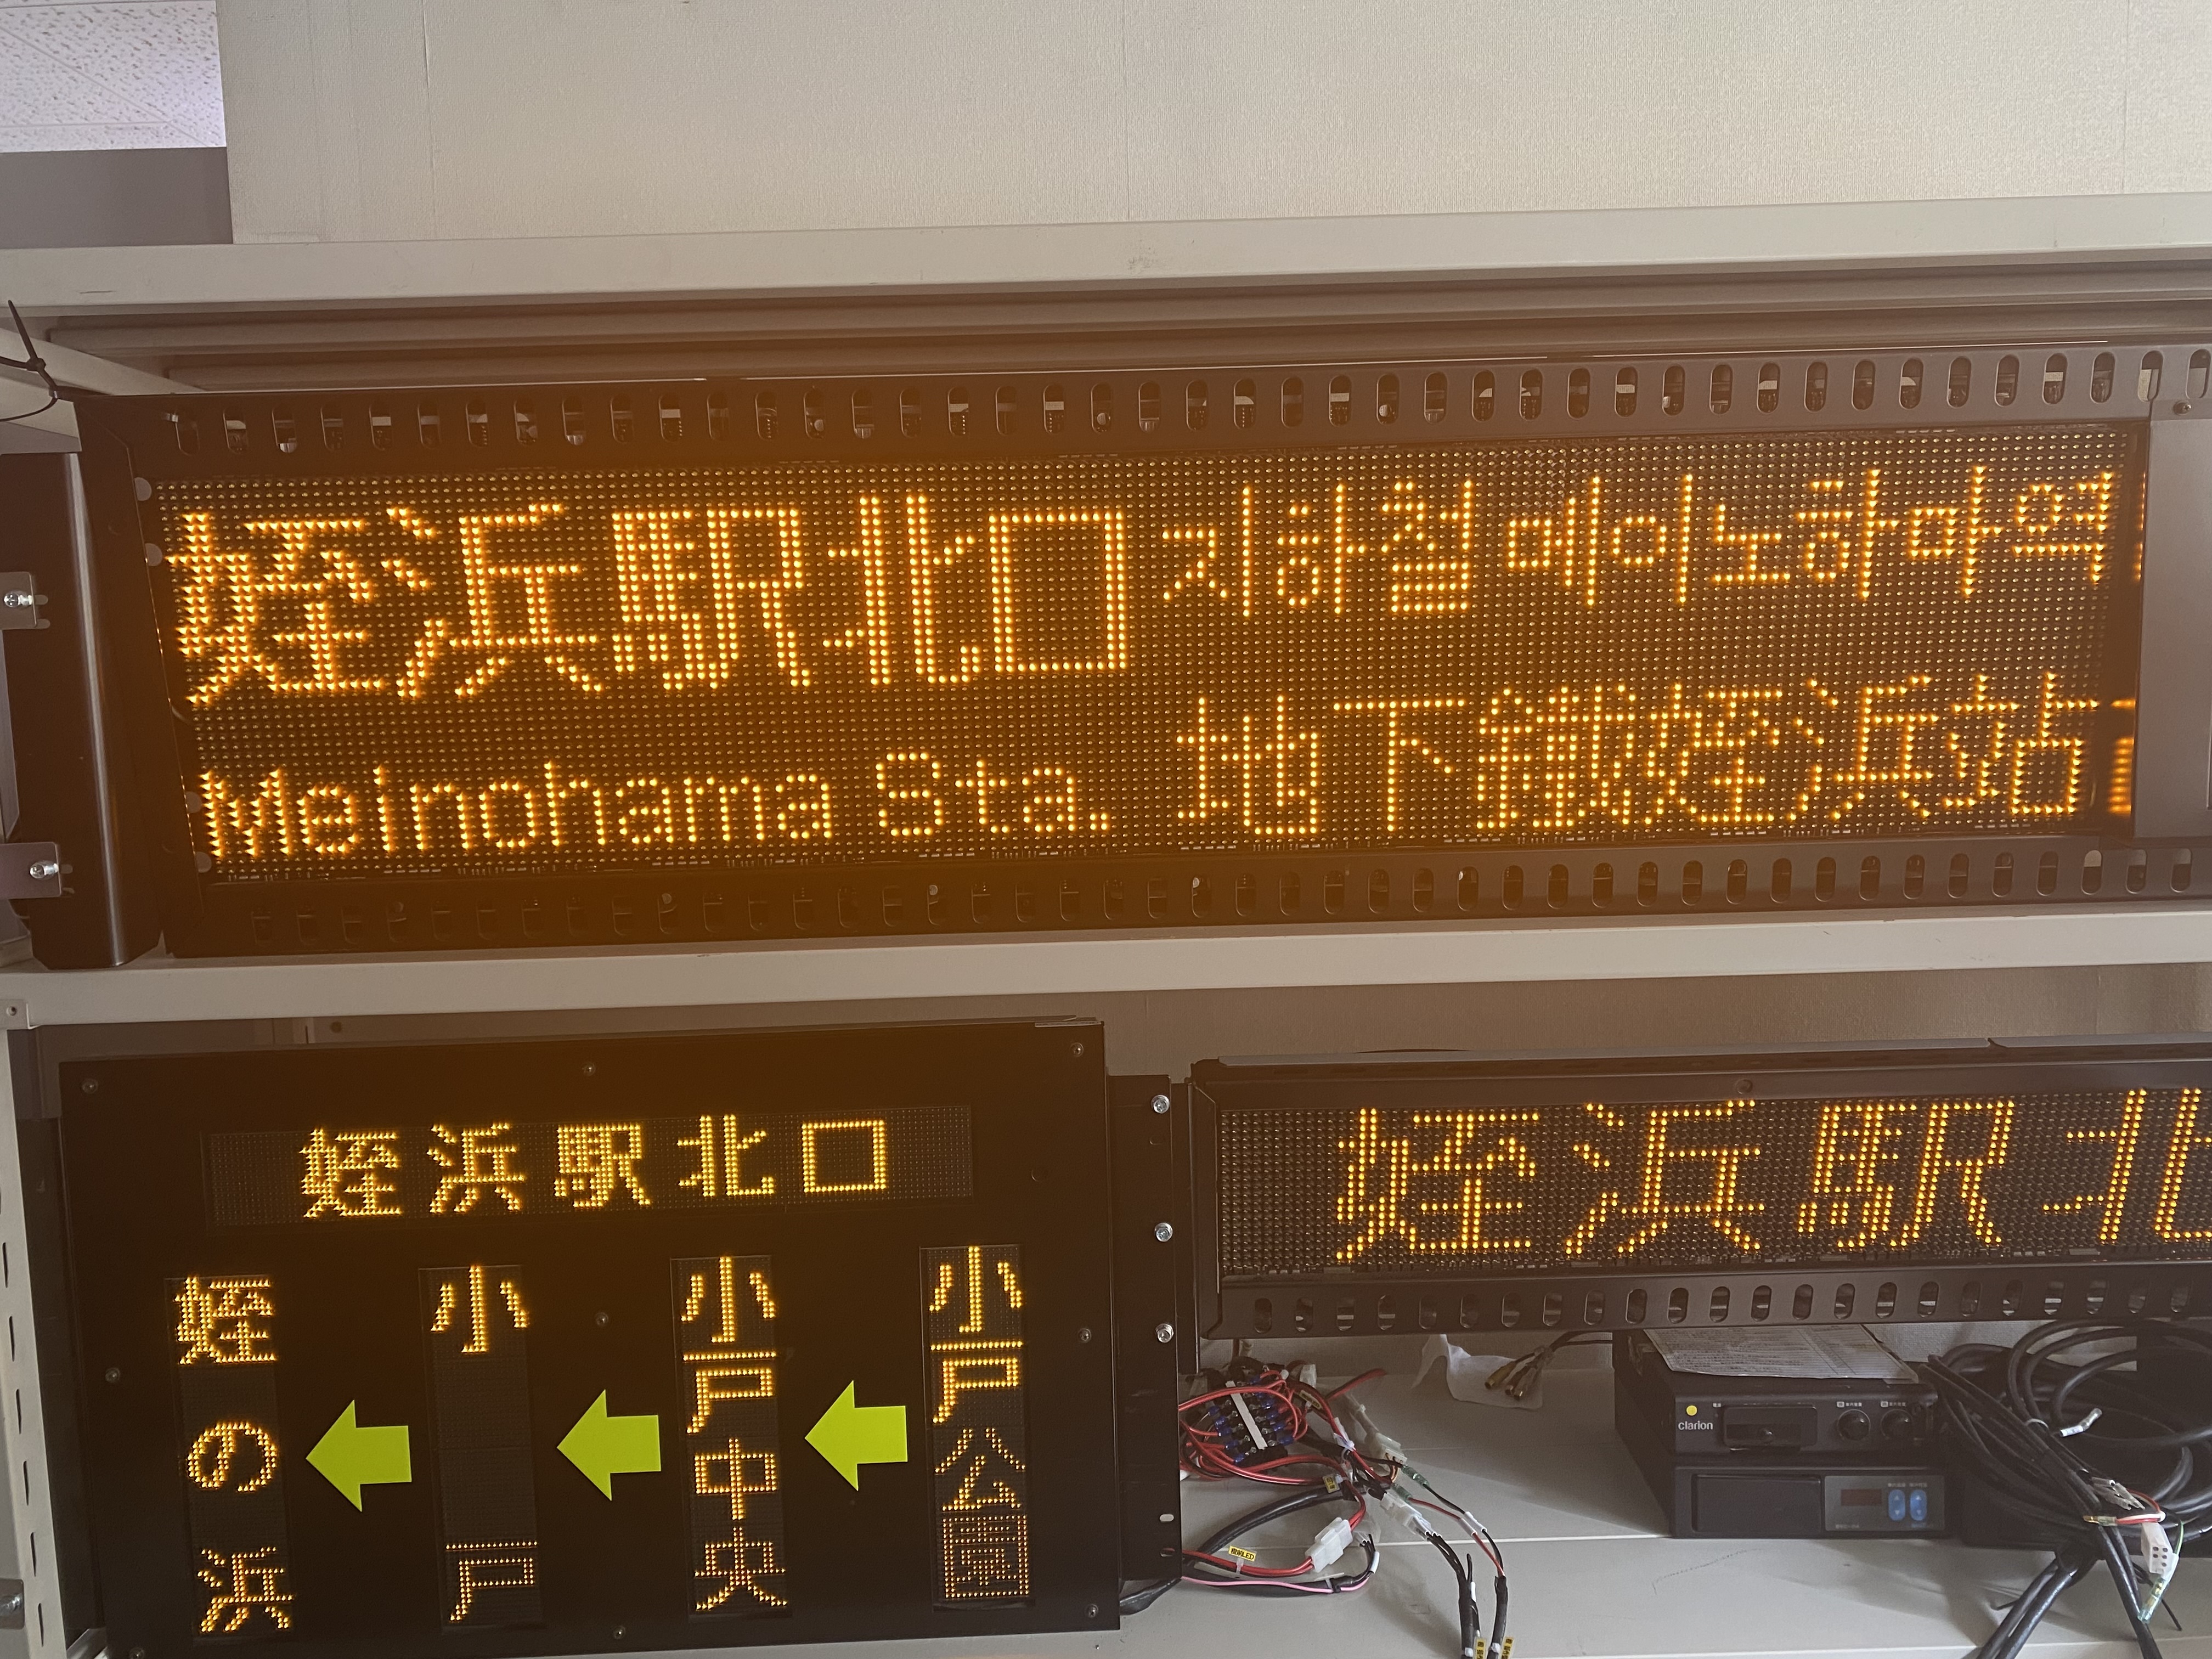 姪浜駅北口
Meinohama Sta.
지하철 메이노하마역
地下鐵姪浜站
姪浜駅北口
小戸公園
小戸中央
小戸
姪の浜
姪浜駅北
clarion